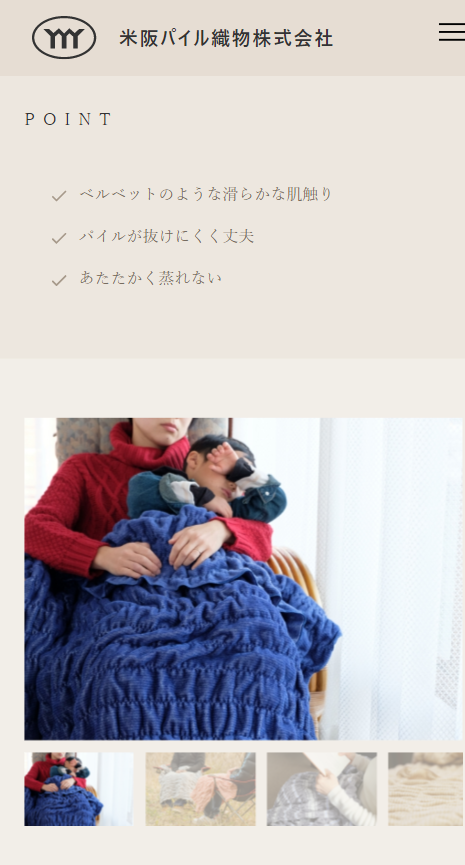 米阪パイル織物株式会社
POINT
ベルベットのような滑らかな肌触り
パイルが抜けにくく丈夫
あたたかく蒸れない